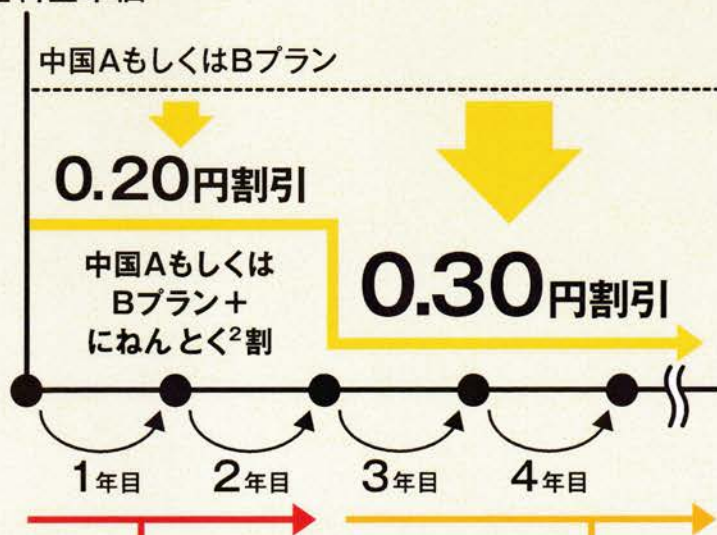 中国AもしくはBプラン
0.20円割引
中国Aもしくは
Bプラン＋
にねん とく²割
0.30円割引
1年目
2年目
3年目
4年目